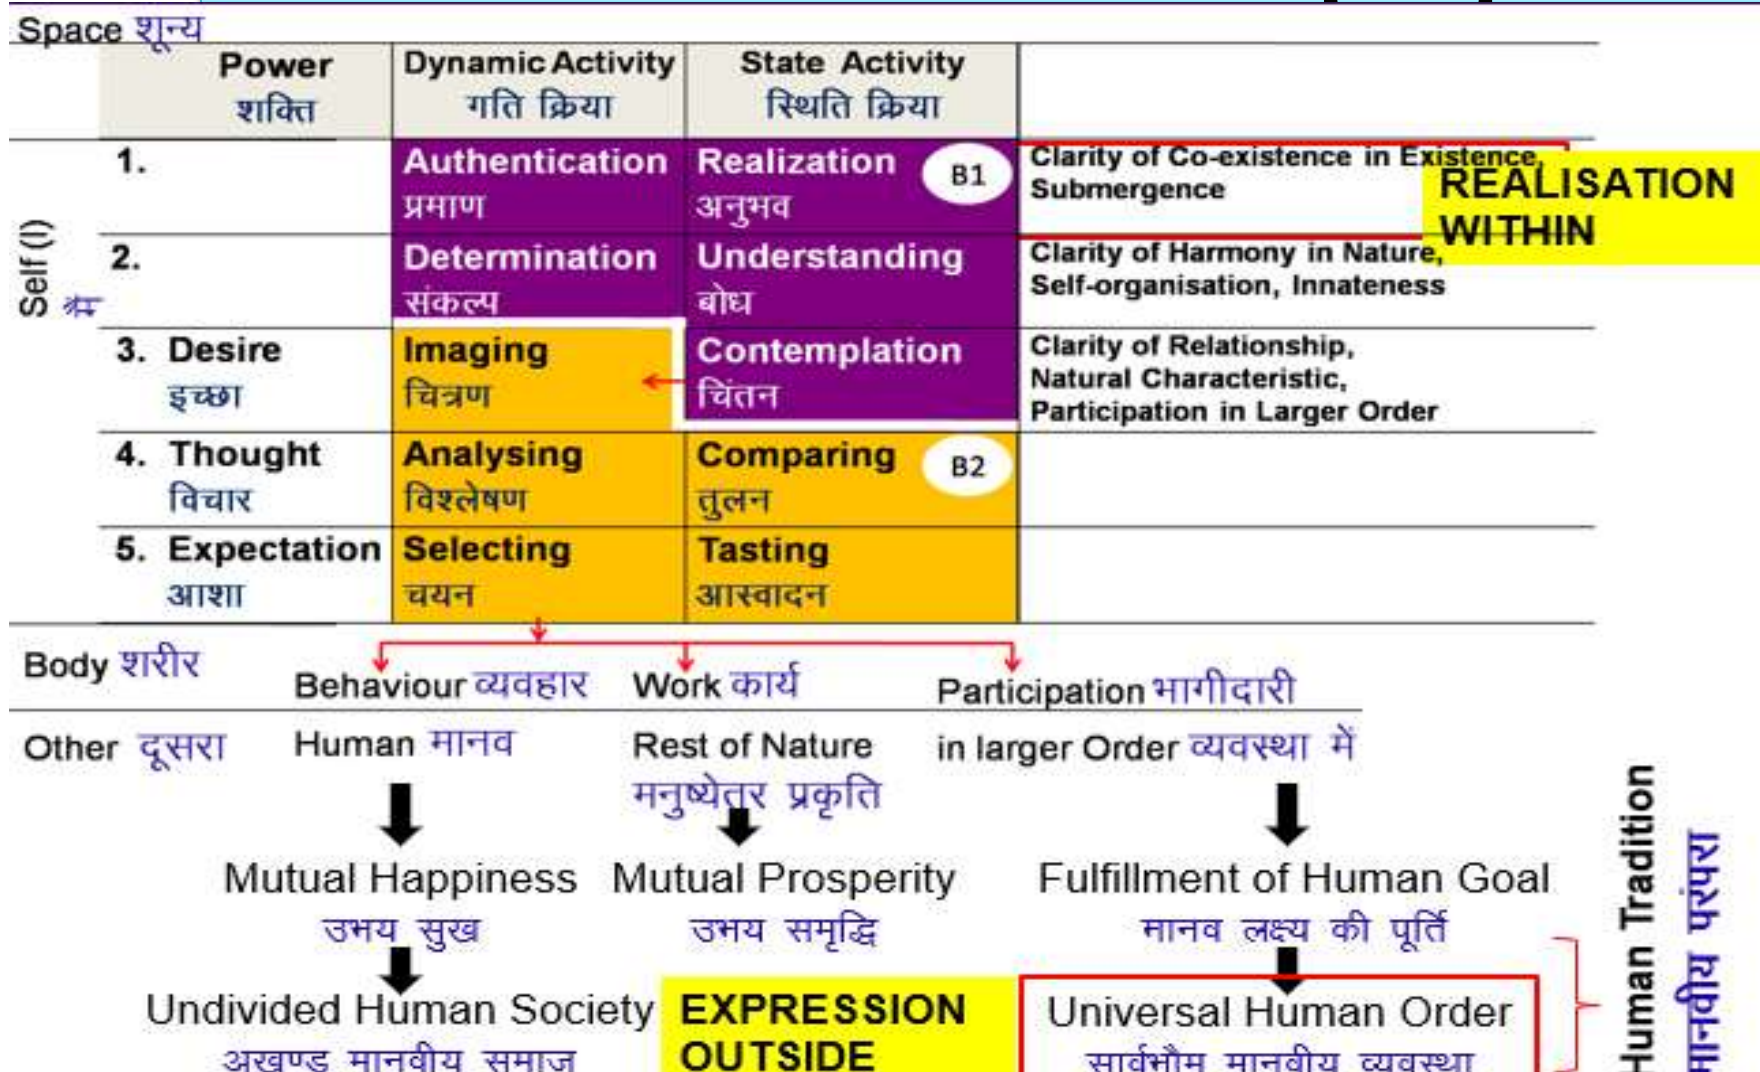 Space शून्य
Power Dynamic Activity State Activity
शक्ति गति क्रिया स्थिति क्रिया
Self (I)
मैं
1. Authentication Realization B1 Clarity of Co-existence in Existence,
प्रमाण अनुभव Submergence
REALISATION
WITHIN
2. Determination Understanding Clarity of Harmony in Nature,
संकल्प बोध Self-organisation, Innateness
3. Desire Imaging Contemplation Clarity of Relationship,
इच्छा चित्रण चिंतन Natural Characteristic,
Participation in Larger Order
4. Thought Analysing Comparing B2
विचार विश्लेषण तुलन
5. Expectation Selecting Tasting
आशा चयन आस्वादन
Body शरीर Behaviour व्यवहार Work कार्य Participation भागीदारी
Other दूसरा Human मानव Rest of Nature in larger Order व्यवस्था में
मनुष्येतर प्रकृति
Mutual Happiness Mutual Prosperity Fulfillment of Human Goal
उभय सुख उभय समृद्धि मानव लक्ष्य की पूर्ति
Undivided Human Society EXPRESSION Universal Human Order
अखण्ड मानवीय समाज OUTSIDE सार्वभौम मानवीय व्यवस्था
Human Tradition
मानवीय परंपरा